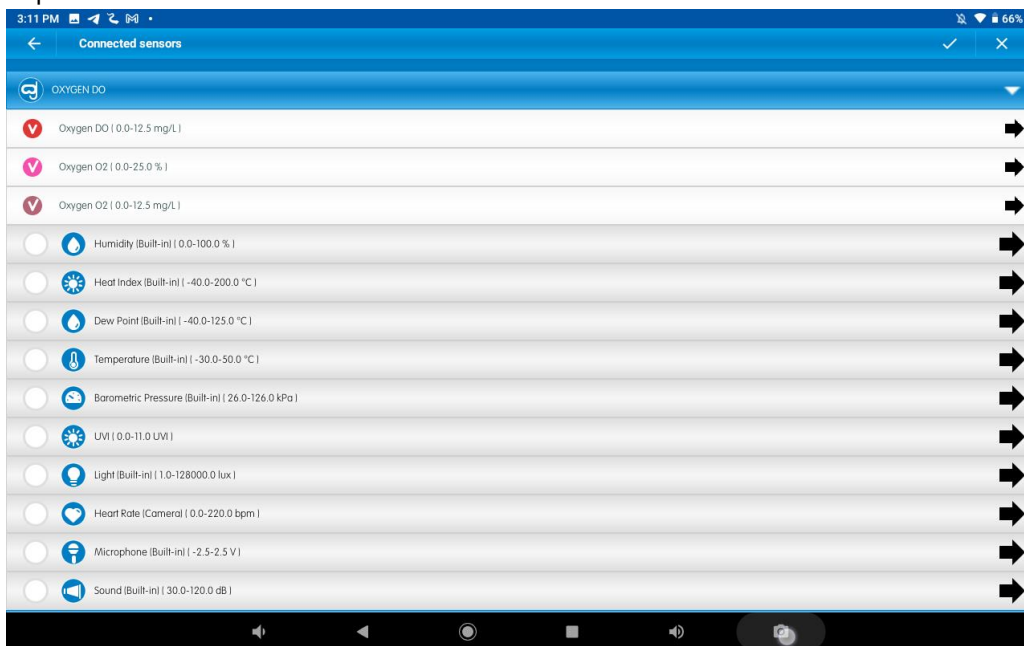 3:11 PM 66%
Connected sensors
OXYGEN DO
Oxygen DO ( 0.0-12.5 mg/L )
Oxygen O2 ( 0.0-25.0 % )
Oxygen O2 ( 0.0-12.5 mg/L )
Humidity (Built-in) ( 0.0-100.0 % )
Heat Index (Built-in) ( -40.0-200.0 °C )
Dew Point (Built-in) ( -40.0-125.0 °C )
Temperature (Built-in) ( -30.0-50.0 °C )
Barometric Pressure (Built-in) ( 26.0-126.0 kPa )
UVI ( 0.0-11.0 UVI )
Light (Built-in) ( 1.0-128000.0 lux )
Heart Rate (Camera) ( 0.0-220.0 bpm )
Microphone (Built-in) ( -2.5-2.5 V )
Sound (Built-in) ( 30.0-120.0 dB )